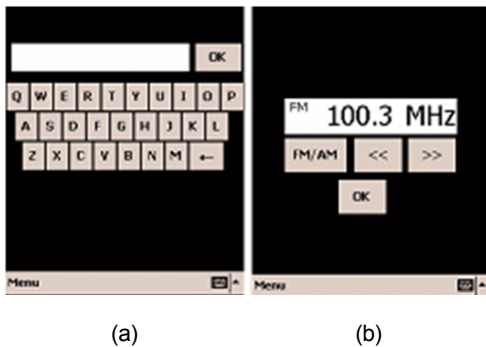 OK
Q W E R T Y U I O P
A S D F G H J K L
Z X C V B N M ←
Menu
FM 100.3 MHz
FM/AM << >>
OK
Menu
(a) (b)